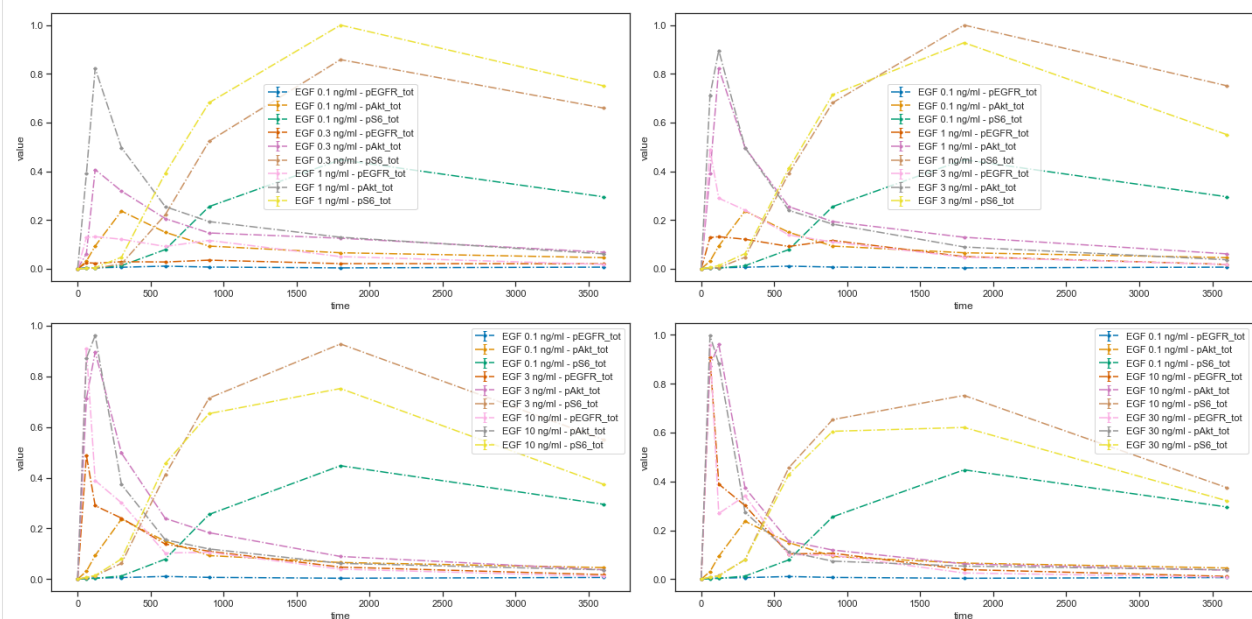 1.0
0.8
0.6
0.4
0.2
0.0
value
EGF 0.1 ng/ml - pEGFR_tot
EGF 0.1 ng/ml - pAkt_tot
EGF 0.1 ng/ml - pS6_tot
EGF 0.3 ng/ml - pEGFR_tot
EGF 0.3 ng/ml - pAkt_tot
EGF 0.3 ng/ml - pS6_tot
EGF 1 ng/ml - pEGFR_tot
EGF 1 ng/ml - pAkt_tot
EGF 1 ng/ml - pS6_tot
0 500 1000 1500 2000 2500 3000 3500
time
1.0
0.8
0.6
0.4
0.2
0.0
value
EGF 0.1 ng/ml - pEGFR_tot
EGF 0.1 ng/ml - pAkt_tot
EGF 0.1 ng/ml - pS6_tot
EGF 1 ng/ml - pEGFR_tot
EGF 1 ng/ml - pAkt_tot
EGF 1 ng/ml - pS6_tot
EGF 3 ng/ml - pEGFR_tot
EGF 3 ng/ml - pAkt_tot
EGF 3 ng/ml - pS6_tot
0 500 1000 1500 2000 2500 3000 3500
time
1.0
0.8
0.6
0.4
0.2
0.0
value
EGF 0.1 ng/ml - pEGFR_tot
EGF 0.1 ng/ml - pAkt_tot
EGF 0.1 ng/ml - pS6_tot
EGF 3 ng/ml - pEGFR_tot
EGF 3 ng/ml - pAkt_tot
EGF 3 ng/ml - pS6_tot
EGF 10 ng/ml - pEGFR_tot
EGF 10 ng/ml - pAkt_tot
EGF 10 ng/ml - pS6_tot
0 500 1000 1500 2000 2500 3000 3500
time
1.0
0.8
0.6
0.4
0.2
0.0
value
EGF 0.1 ng/ml - pEGFR_tot
EGF 0.1 ng/ml - pAkt_tot
EGF 0.1 ng/ml - pS6_tot
EGF 10 ng/ml - pEGFR_tot
EGF 10 ng/ml - pAkt_tot
EGF 10 ng/ml - pS6_tot
EGF 30 ng/ml - pEGFR_tot
EGF 30 ng/ml - pAkt_tot
EGF 30 ng/ml - pS6_tot
0 500 1000 1500 2000 2500 3000 3500
time